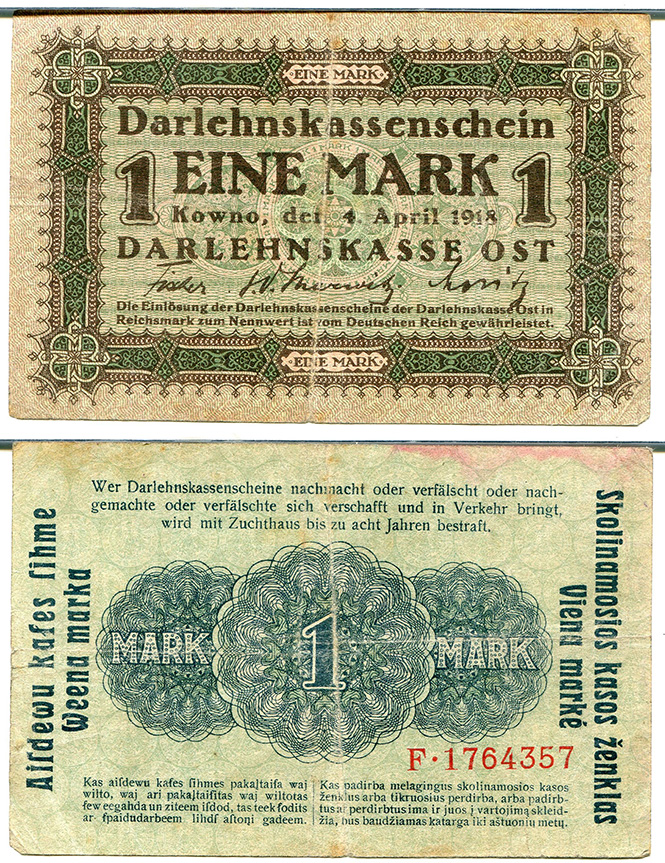 EINE MARK
Darlehnskassenschein
1 EINE MARK 1
Kowno, den 4. April 1918
DARLEHNSKASSE OST
Die Einlösung der Darlehnskassenscheine der Darlehnskasse Ost in
Reichsmark zum Nennwert ist vom Deutschen Reich gewährleistet.
EINE MARK
Wer Darlehnskassenscheine nachmacht oder verfälscht oder nach-
gemachte oder verfälschte sich verschafft und in Verkehr bringt,
wird mit Zuchthaus bis zu acht Jahren bestraft.
Aiſdewu kaſes ſihme
Weena marka
MARK 1 MARK
Skolinamosios kasos ženklas
Viena markė
F·1764357
Kas aiſdewu kaſes ſihmes pakaļtaiſa waj
wilto, waj ari pakaļtaiſitas waj wiltotas
ſew eegahda un ziteem iſdod, tas teek ſodits
ar ſpaidu darbeem lihdſ aſtoņi gadeem.
Kas padirba melagingus skolinamosios kasos
ženklus arba tikruosius perdirba, arba padirb-
tus ai perdirbtus ima ir juos į vartojimą skleid-
žia, bus baudžiamas katarga iki aštuonių metų.